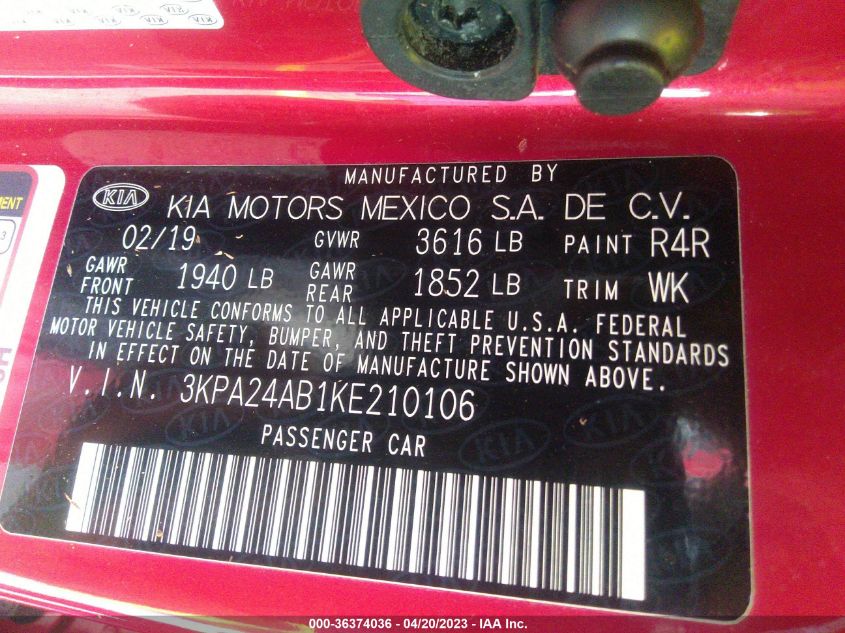 MANUFACTURED BY
KIA KIA MOTORS MEXICO S.A. DE C.V.
02/19 GVWR 3616 LB PAINT R4R
GAWR FRONT 1940 LB GAWR REAR 1852 LB TRIM WK
THIS VEHICLE CONFORMS TO ALL APPLICABLE U.S.A. FEDERAL
MOTOR VEHICLE SAFETY, BUMPER, AND THEFT PREVENTION STANDARDS
IN EFFECT ON THE DATE OF MANUFACTURE SHOWN ABOVE.
V.I.N. 3KPA24AB1KE210106
PASSENGER CAR
000-36374036 - 04/20/2023 - IAA Inc.